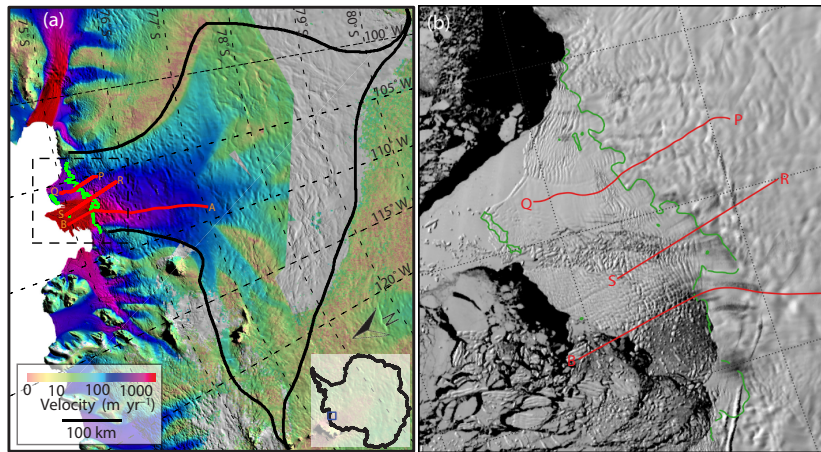 (a)
75°S
76°S
77°S
78°S
79°S
80°S
100°W
105°W
110°W
115°W
120°W
P
R
Q
S
B
A
N
0 10 100 1000
Velocity (m yr⁻¹)
100 km
(b)
P
R
Q
S
B